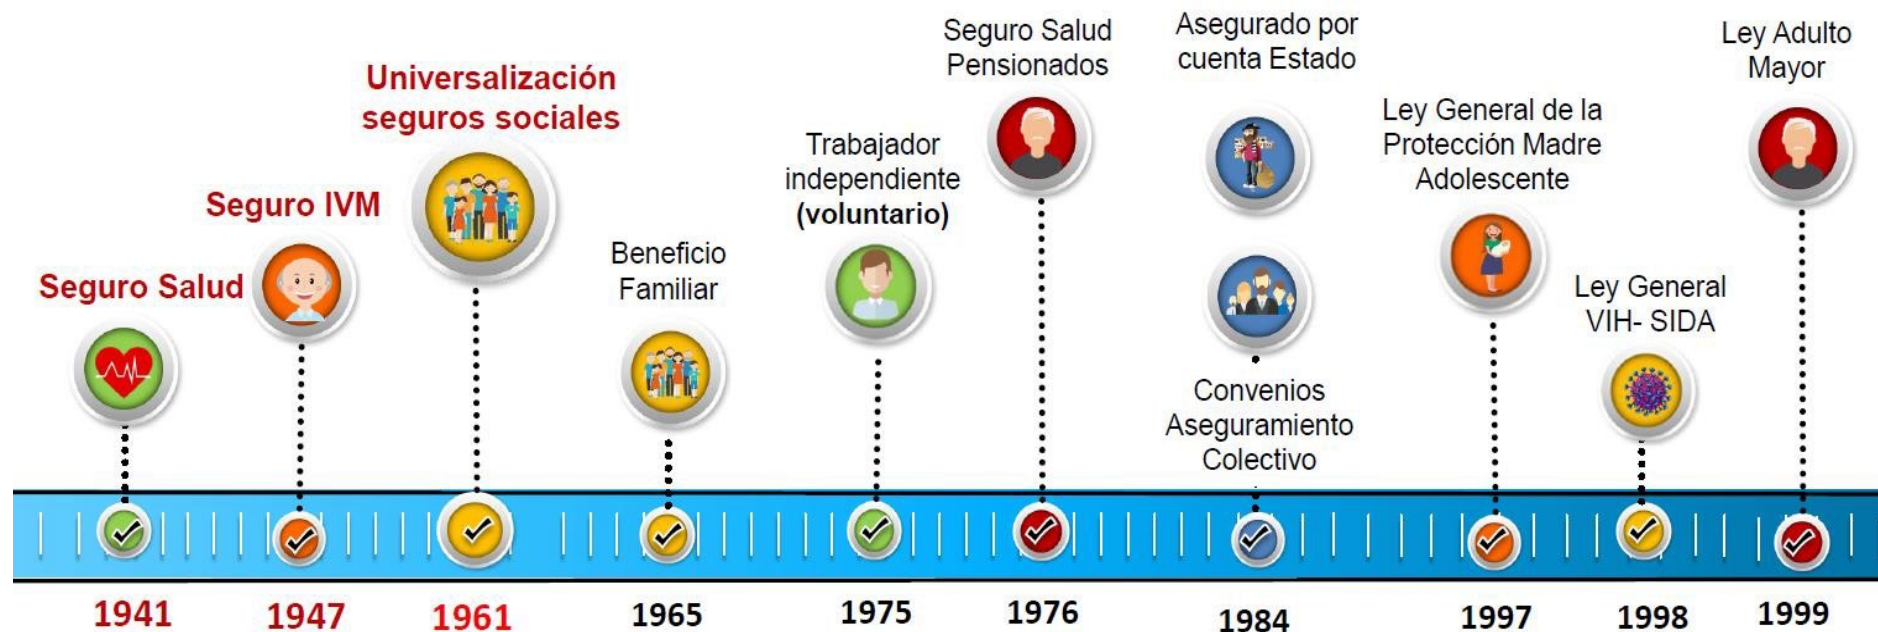 Seguro Salud
Seguro IVM
Universalización
seguros sociales
Beneficio
Familiar
Trabajador
independiente
(voluntario)
Seguro Salud
Pensionados
Asegurado por
cuenta Estado
Convenios
Aseguramiento
Colectivo
Ley General de la
Protección Madre
Adolescente
Ley General
VIH- SIDA
Ley Adulto
Mayor
1941
1947
1961
1965
1975
1976
1984
1997
1998
1999